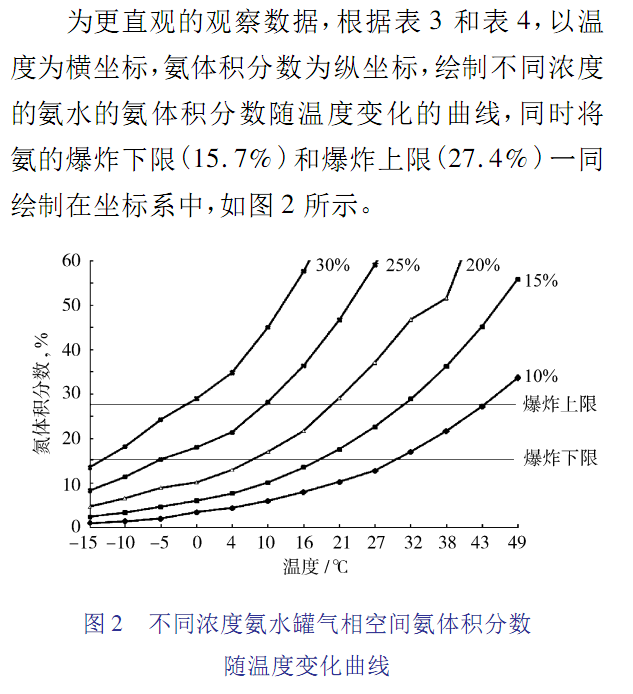 为更直观的观察数据,根据表 3 和表 4,以温
度为横坐标,氨体积分数为纵坐标,绘制不同浓度
的氨水的氨体积分数随温度变化的曲线,同时将
氨的爆炸下限(15.7%)和爆炸上限(27.4%)一同
绘制在坐标系中,如图 2 所示。
60
50
40
30
20
10
0
氮体积分数,%
30%
25%
20%
15%
10%
爆炸上限
爆炸下限
-15 -10 -5 0 4 10 16 21 27 32 38 43 49
温度/℃
图 2 不同浓度氨水罐气相空间氨体积分数
随温度变化曲线